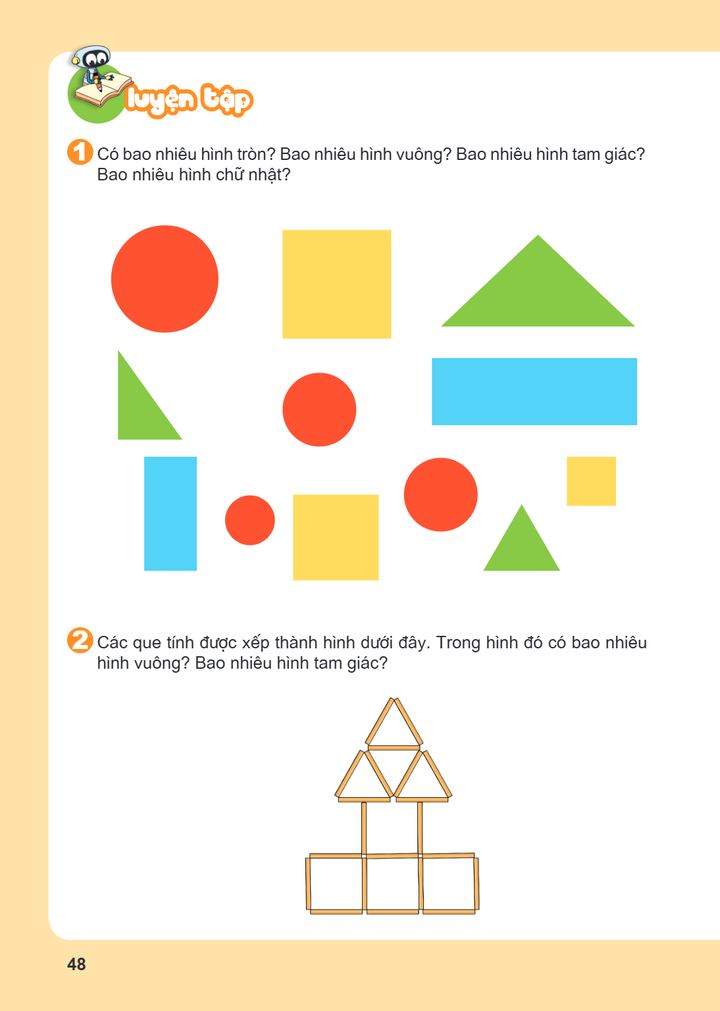 luyện tập
1 Có bao nhiêu hình tròn? Bao nhiêu hình vuông? Bao nhiêu hình tam giác?
Bao nhiêu hình chữ nhật?
2 Các que tính được xếp thành hình dưới đây. Trong hình đó có bao nhiêu
hình vuông? Bao nhiêu hình tam giác?
48